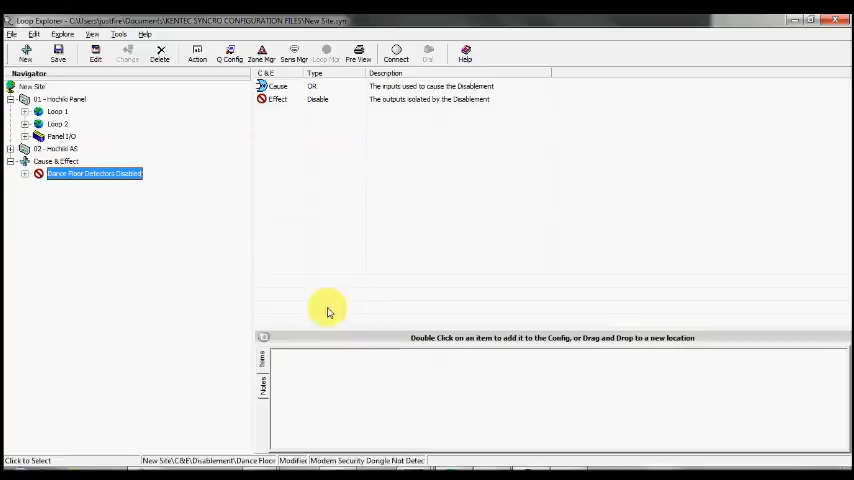 Loop Explorer - C:\Users\justfire\Documents\KENTEC SYNCRO CONFIGURATION FILES\New Site.syn
File Edit Explore View Tools Help
New Save Edit Change Delete Action Q Config Zone Mgr Sens Mgr Loop Mgr Pre View Connect Dial Help
Navigator
C & E Type Description
New Site
Cause OR The inputs used to cause the Disablement
01 - Hochiki Panel
Effect Disable The outputs isolated by the Disablement
Loop 1
Loop 2
Panel I/O
02 - Hochiki AS
Cause & Effect
Dance Floor Detectors Disabled
Double Click on an item to add it to the Config, or Drag and Drop to a new location
Items
Notes
Click to Select New Site\C&E\Disablement\Dance Floor Modified Modem Security Dongle Not Detec